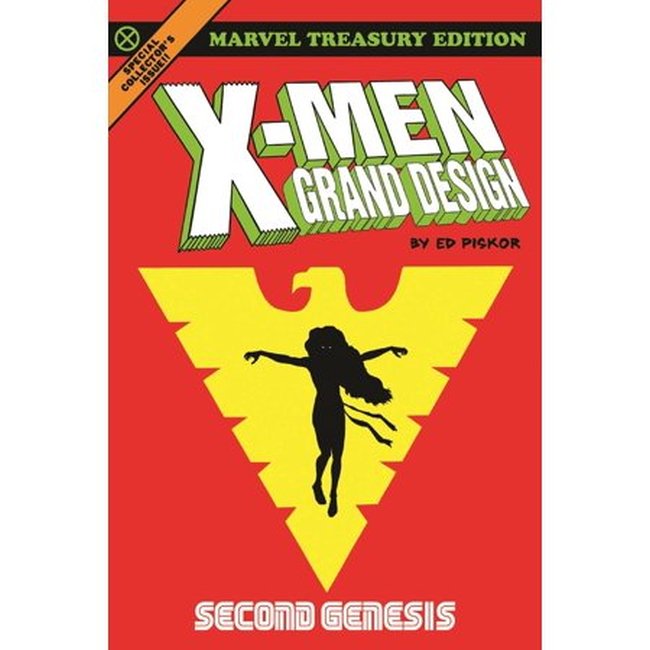 SPECIAL
COLLECTOR'S
ISSUE!!
MARVEL TREASURY EDITION
X-MEN
GRAND DESIGN
BY ED PISKOR
SECOND GENESIS